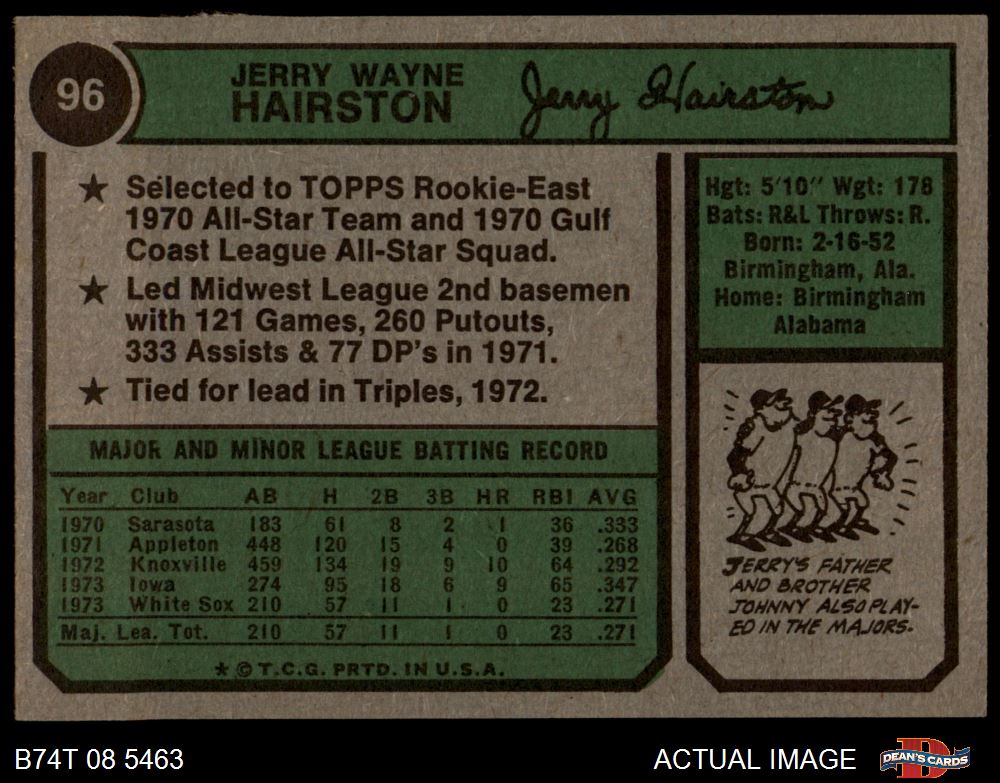 96
JERRY WAYNE
HAIRSTON
Jerry Hairston
★ Selected to TOPPS Rookie-East
1970 All-Star Team and 1970 Gulf
Coast League All-Star Squad.
★ Led Midwest League 2nd basemen
with 121 Games, 260 Putouts,
333 Assists & 77 DP's in 1971.
★ Tied for lead in Triples, 1972.
Hgt: 5'10" Wgt: 178
Bats: R&L Throws: R.
Born: 2-16-52
Birmingham, Ala.
Home: Birmingham
Alabama
MAJOR AND MINOR LEAGUE BATTING RECORD
Year Club AB H 2B 3B HR RBI AVG
1970 Sarasota 183 61 8 2 1 36 .333
1971 Appleton 448 120 15 4 0 39 .268
1972 Knoxville 459 134 19 9 10 64 .292
1973 Iowa 274 95 18 6 9 65 .347
1973 White Sox 210 57 11 1 0 23 .271
Maj. Lea. Tot. 210 57 11 1 0 23 .271
★ © T.C.G. PRTD. IN U.S.A.
JERRY'S FATHER
AND BROTHER
JOHNNY ALSO PLAY-
ED IN THE MAJORS.
B74T 08 5463
ACTUAL IMAGE
DEAN'S CARDS